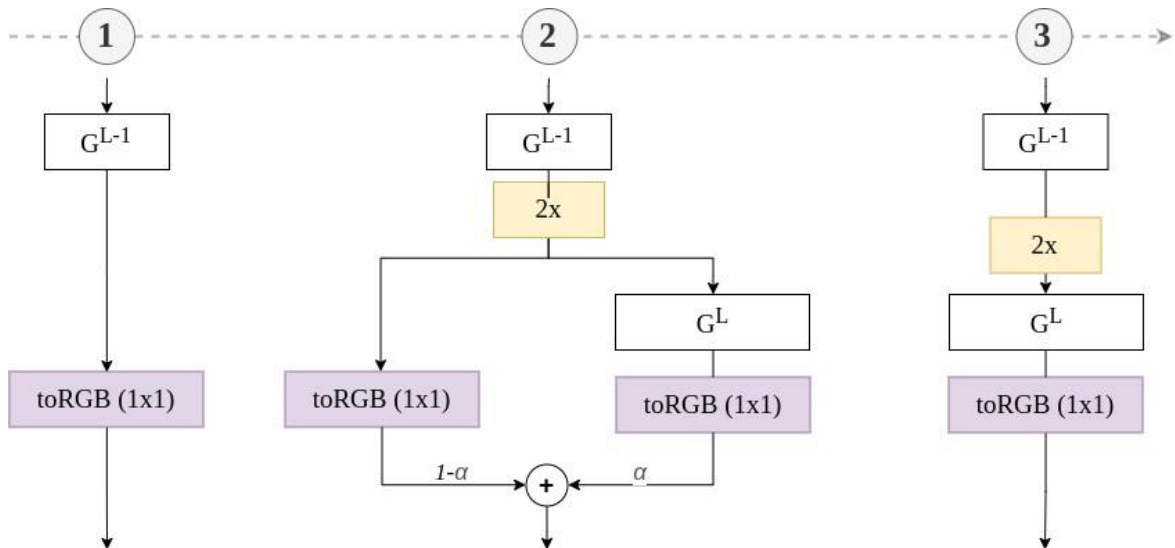 1
2
3
G^L-1
G^L-1
G^L-1
2x
2x
G^L
G^L
toRGB (1x1)
toRGB (1x1)
toRGB (1x1)
toRGB (1x1)
1-α
+
α